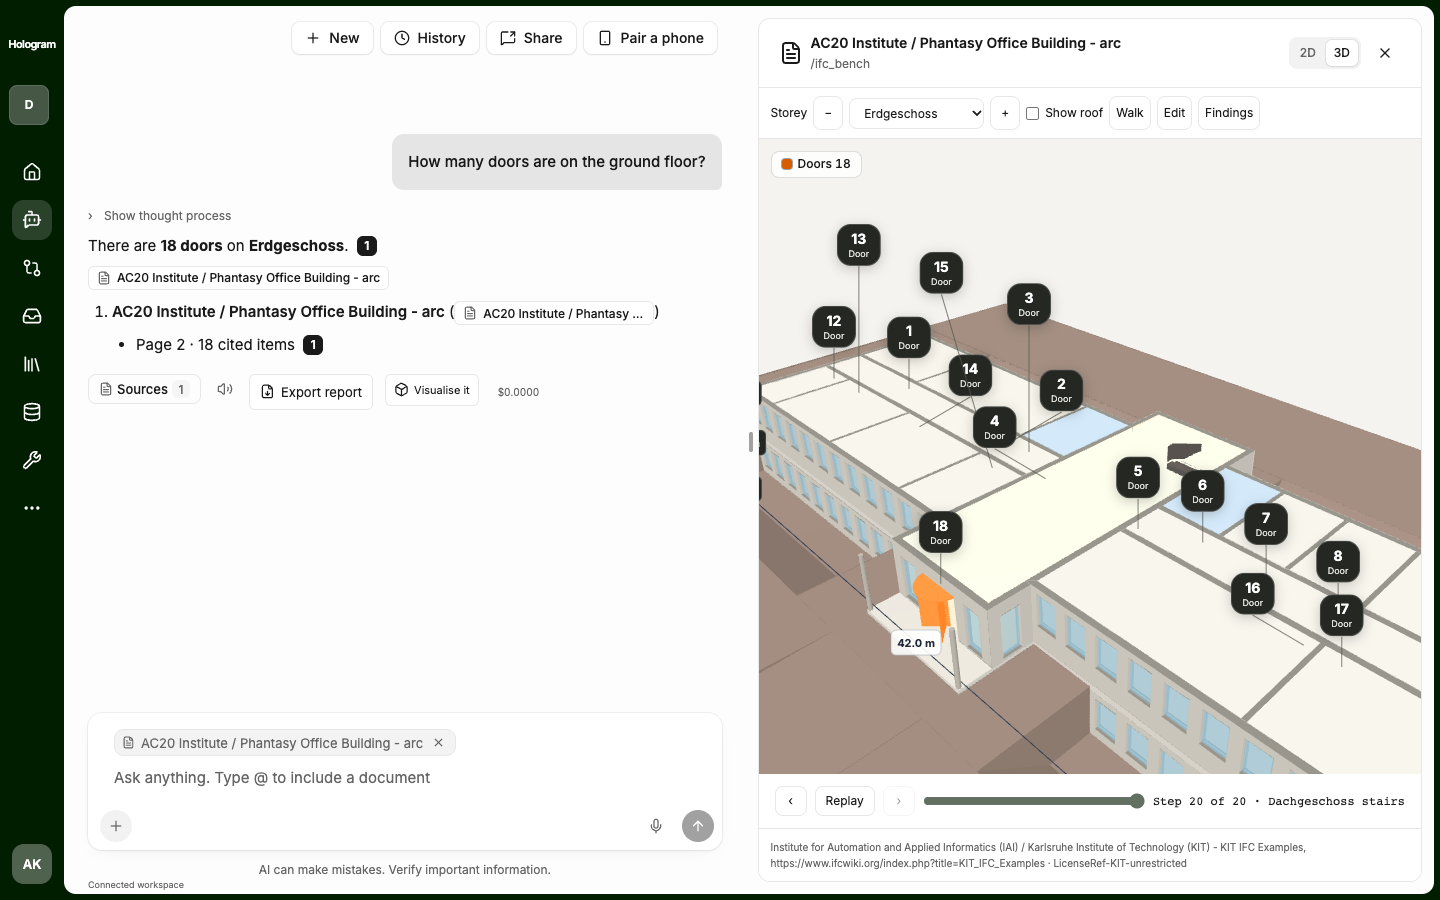 Hologram
D
AK
New
History
Share
Pair a phone
How many doors are on the ground floor?
Show thought process
There are 18 doors on Erdgeschoss. 1
AC20 Institute / Phantasy Office Building - arc
1. AC20 Institute / Phantasy Office Building - arc ( AC20 Institute / Phantasy ... )
• Page 2 · 18 cited items 1
Sources 1
Export report
Visualise it
$0.0000
AC20 Institute / Phantasy Office Building - arc
Ask anything. Type @ to include a document
AI can make mistakes. Verify important information.
Connected workspace
AC20 Institute / Phantasy Office Building - arc
/ifc_bench
2D
3D
Storey
−
Erdgeschoss
+
Show roof
Walk
Edit
Findings
Doors 18
13
Door
15
Door
3
Door
12
Door
1
Door
14
Door
2
Door
4
Door
5
Door
6
Door
7
Door
18
Door
8
Door
16
Door
17
Door
42.0 m
Replay
Step 20 of 20 · Dachgeschoss stairs
Institute for Automation and Applied Informatics (IAI) / Karlsruhe Institute of Technology (KIT) - KIT IFC Examples,
https://www.ifcwiki.org/index.php?title=KIT_IFC_Examples · LicenseRef-KIT-unrestricted